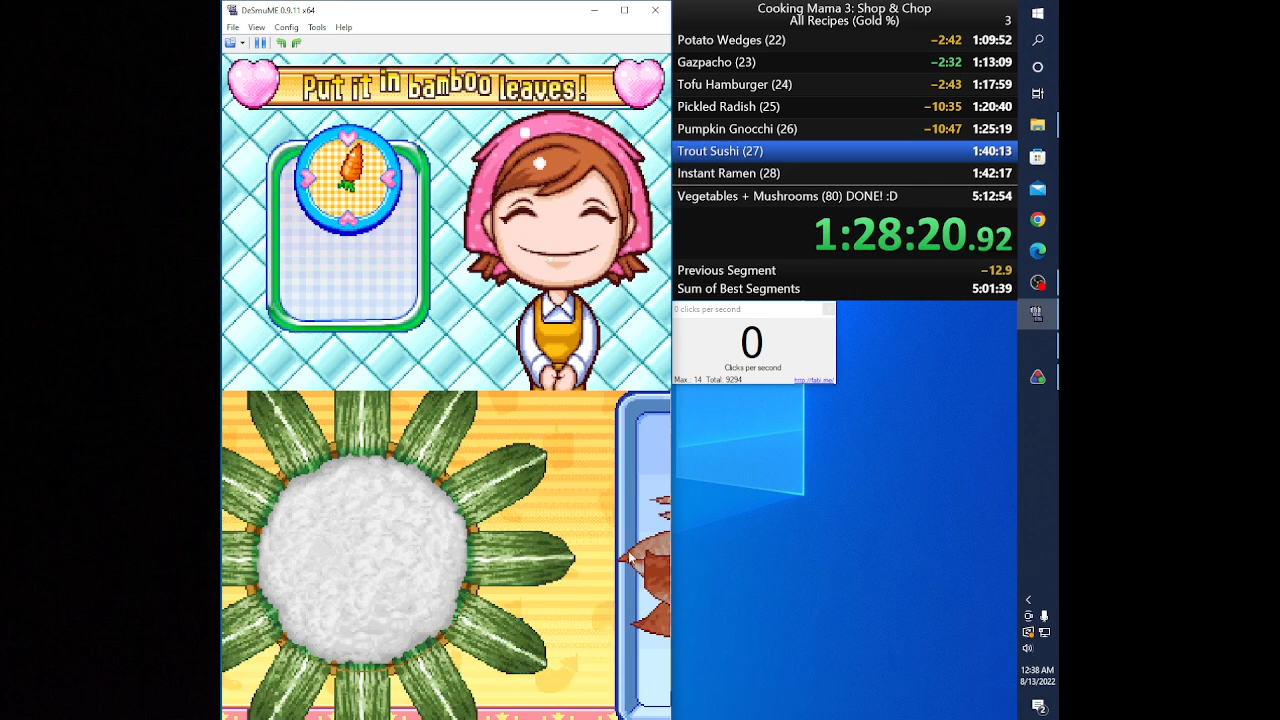 DeSmuME 0.9.11 x64
File View Config Tools Help
Put it in bamboo leaves!
Cooking Mama 3: Shop & Chop
All Recipes (Gold %) 3
Potato Wedges (22) −2:42 1:09:52
Gazpacho (23) −2:32 1:13:09
Tofu Hamburger (24) −2:43 1:17:59
Pickled Radish (25) −10:35 1:20:40
Pumpkin Gnocchi (26) −10:47 1:25:19
Trout Sushi (27) 1:40:13
Instant Ramen (28) 1:42:17
Vegetables + Mushrooms (80) DONE! :D 5:12:54
1:28:20.92
Previous Segment −12.9
Sum of Best Segments 5:01:39
0 clicks per second
0
Clicks per second
Max : 14 Total: 9294 http://fabi.me/
12:38 AM
8/13/2022
2